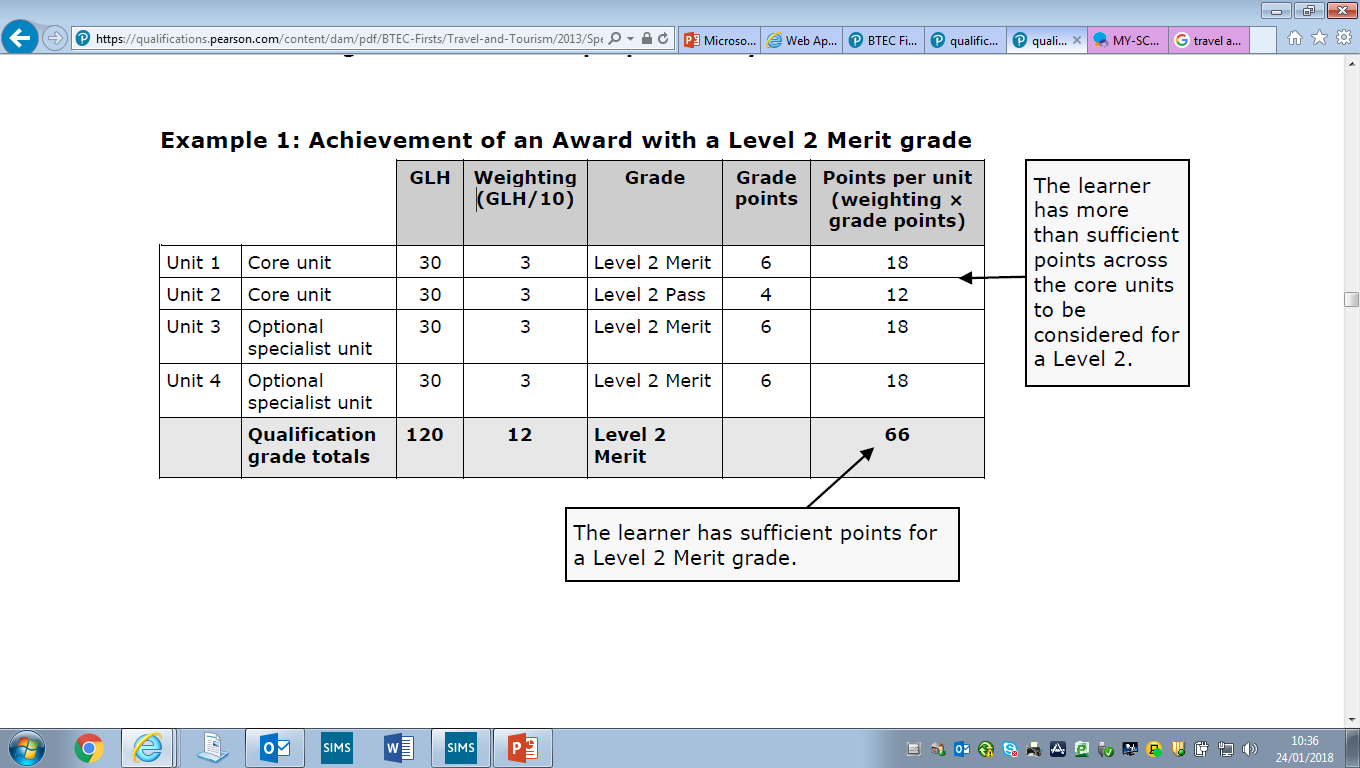 https://qualifications.pearson.com/content/dam/pdf/BTEC-Firsts/Travel-and-Tourism/2013/Spe
Microso...
Web Ap...
BTEC Fi...
qualific...
quali...
MY-SC...
travel a...
Example 1: Achievement of an Award with a Level 2 Merit grade
GLH Weighting Grade Grade Points per unit
(GLH/10) points (weighting ×
grade points)
Unit 1 Core unit 30 3 Level 2 Merit 6 18
Unit 2 Core unit 30 3 Level 2 Pass 4 12
Unit 3 Optional 30 3 Level 2 Merit 6 18
specialist unit
Unit 4 Optional 30 3 Level 2 Merit 6 18
specialist unit
Qualification 120 12 Level 2 66
grade totals Merit
The learner
has more
than sufficient
points across
the core units
to be
considered for
a Level 2.
The learner has sufficient points for
a Level 2 Merit grade.
SIMS
SIMS
10:36
24/01/2018